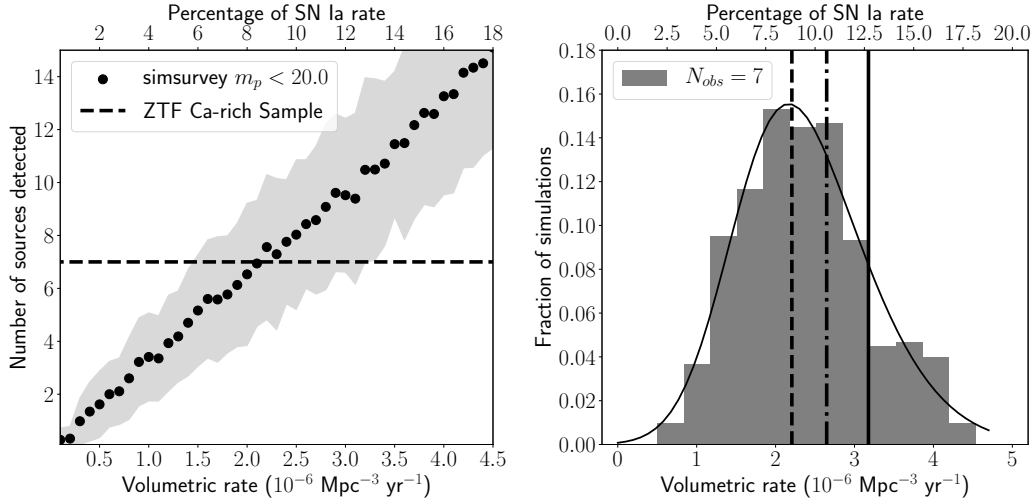 Percentage of SN Ia rate
2 4 6 8 10 12 14 16 18
14
12
10
8
6
4
2
Number of sources detected
simsurvey $m_p < 20.0$
ZTF Ca-rich Sample
0.5 1.0 1.5 2.0 2.5 3.0 3.5 4.0 4.5
Volumetric rate ($10^{-6}$ Mpc$^{-3}$ yr$^{-1}$)
Percentage of SN Ia rate
0.0 2.5 5.0 7.5 10.0 12.5 15.0 17.5 20.0
0.18
0.16
0.14
0.12
0.10
0.08
0.06
0.04
0.02
0.00
Fraction of simulations
$N_{obs} = 7$
0 1 2 3 4 5
Volumetric rate ($10^{-6}$ Mpc$^{-3}$ yr$^{-1}$)